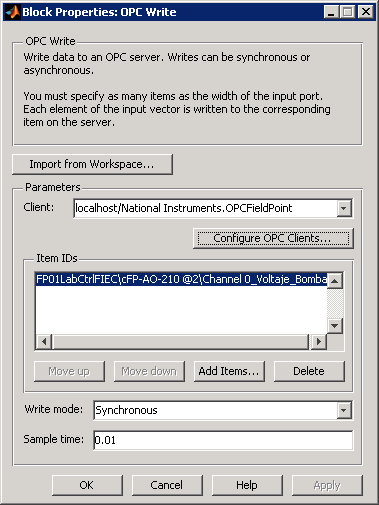 Block Properties: OPC Write
OPC Write
Write data to an OPC server. Writes can be synchronous or
asynchronous.
You must specify as many items as the width of the input port.
Each element of the input vector is written to the corresponding
item on the server.
Import from Workspace...
Parameters
Client: localhost/National Instruments.OPCFieldPoint
Configure OPC Clients...
Item IDs
FP01LabCtrlFIEC\cFP-AO-210 @2\Channel 0_Voltaje_Bomba
Move up Move down Add Items... Delete
Write mode: Synchronous
Sample time: 0.01
OK Cancel Help Apply